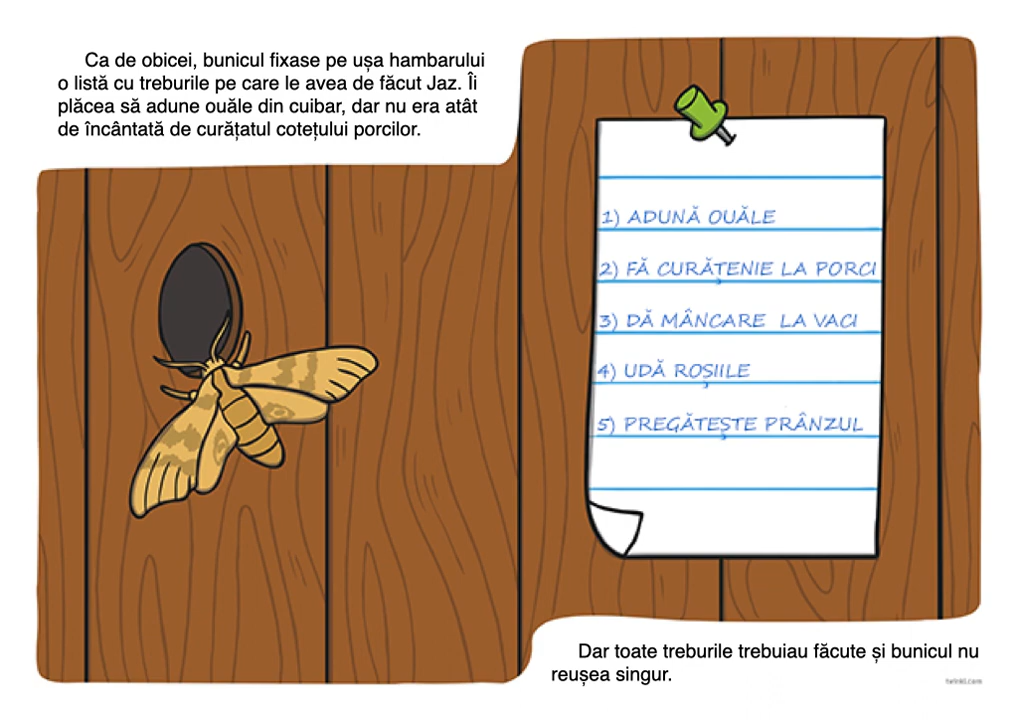 Ca de obicei, bunicul fixase pe ușa hambarului
o listă cu treburile pe care le avea de făcut Jaz. Îi
plăcea să adune ouăle din cuibar, dar nu era atât
de încântată de curățatul cotețului porcilor.
1) ADUNĂ OUĂLE
2) FĂ CURĂȚENIE LA PORCI
3) DĂ MÂNCARE LA VACI
4) UDĂ ROȘIILE
5) PREGĂTEȘTE PRÂNZUL
Dar toate treburile trebuiau făcute și bunicul nu
reușea singur.
twinkl.com